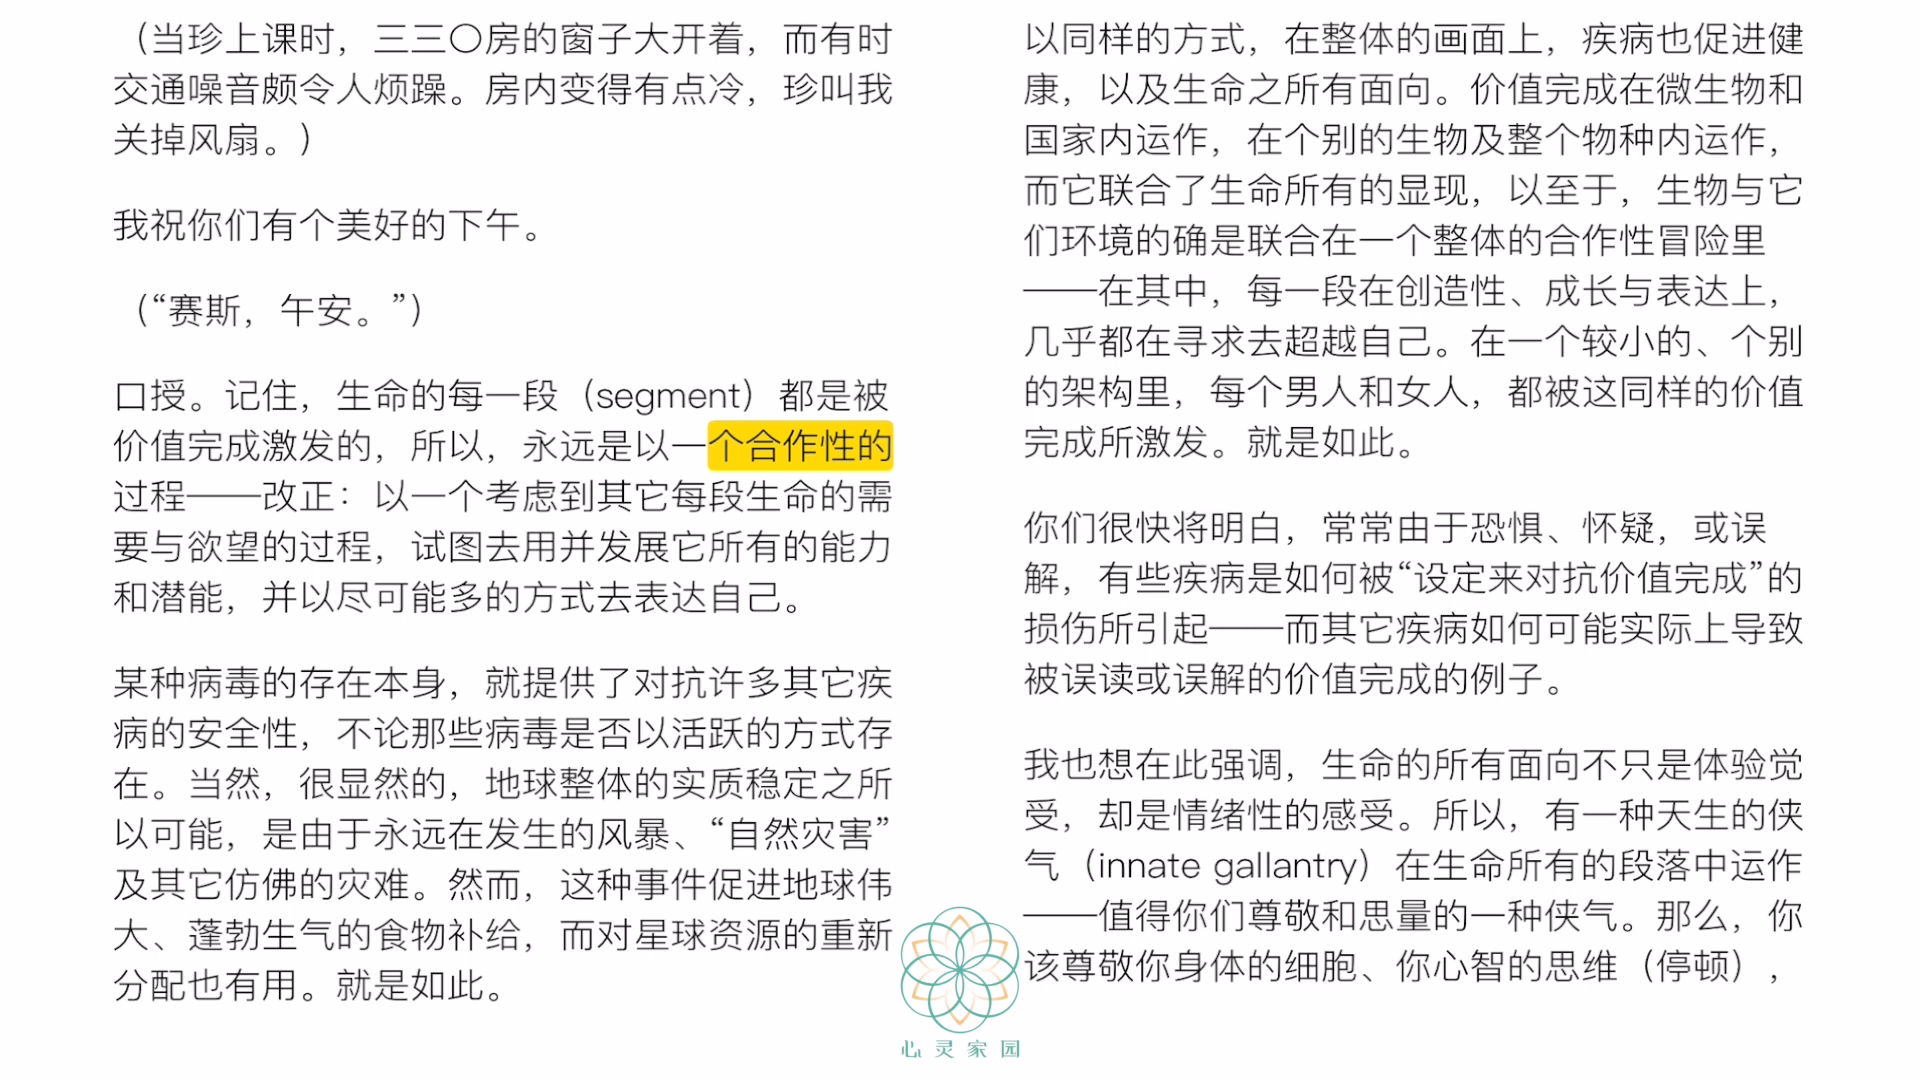 （当珍上课时，三三〇房的窗子大开着，而有时
交通噪音颇令人烦躁。房内变得有点冷，珍叫我
关掉风扇。）
我祝你们有个美好的下午。
（“赛斯，午安。”）
口授。记住，生命的每一段（segment）都是被
价值完成激发的，所以，永远是以一个合作性的
过程——改正：以一个考虑到其它每段生命的需
要与欲望的过程，试图去用并发展它所有的能力
和潜能，并以尽可能多的方式去表达自己。
某种病毒的存在本身，就提供了对抗许多其它疾
病的安全性，不论那些病毒是否以活跃的方式存
在。当然，很显然的，地球整体的实质稳定之所
以可能，是由于永远在发生的风暴、“自然灾害”
及其它仿佛的灾难。然而，这种事件促进地球伟
大、蓬勃生气的食物补给，而对星球资源的重新
分配也有用。就是如此。
以同样的方式，在整体的画面上，疾病也促进健
康，以及生命之所有面向。价值完成在微生物和
国家内运作，在个别的生物及整个物种内运作，
而它联合了生命所有的显现，以至于，生物与它
们环境的确是联合在一个整体的合作性冒险里
——在其中，每一段在创造性、成长与表达上，
几乎都在寻求去超越自己。在一个较小的、个别
的架构里，每个男人和女人，都被这同样的价值
完成所激发。就是如此。
你们很快将明白，常常由于恐惧、怀疑，或误
解，有些疾病是如何被“设定来对抗价值完成”的
损伤所引起——而其它疾病如何可能实际上导致
被误读或误解的价值完成的例子。
我也想在此强调，生命的所有面向不只是体验觉
受，却是情绪性的感受。所以，有一种天生的侠
气（innate gallantry）在生命所有的段落中运作
——值得你们尊敬和思量的一种侠气。那么，你
该尊敬你身体的细胞、你心智的思维（停顿），
心灵家园